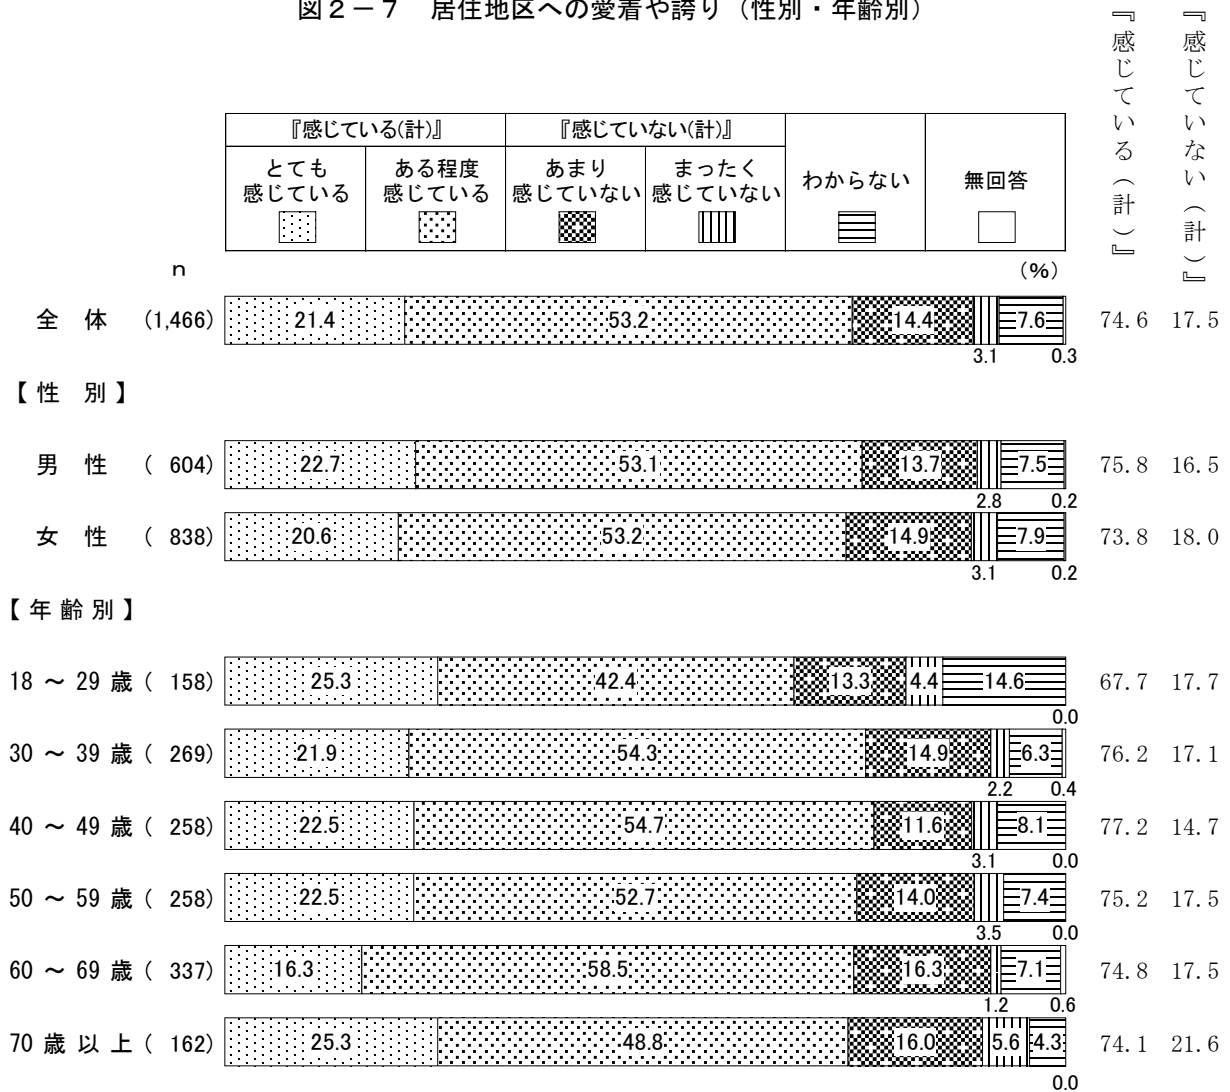 図２－７　居住地区への愛着や誇り（性別・年齢別）
『感じている（計）』
『感じていない（計）』
『感じている(計)』 『感じていない(計)』
とても感じている ある程度感じている あまり感じていない まったく感じていない わからない 無回答
n (%)
全　体 (1,466) 21.4 53.2 14.4 7.6 74.6 17.5
3.1 0.3
【性　別】
男　性 ( 604) 22.7 53.1 13.7 7.5 75.8 16.5
2.8 0.2
女　性 ( 838) 20.6 53.2 14.9 7.9 73.8 18.0
3.1 0.2
【年齢別】
18 ～ 29 歳 ( 158) 25.3 42.4 13.3 4.4 14.6 67.7 17.7
0.0
30 ～ 39 歳 ( 269) 21.9 54.3 14.9 6.3 76.2 17.1
2.2 0.4
40 ～ 49 歳 ( 258) 22.5 54.7 11.6 8.1 77.2 14.7
3.1 0.0
50 ～ 59 歳 ( 258) 22.5 52.7 14.0 7.4 75.2 17.5
3.5 0.0
60 ～ 69 歳 ( 337) 16.3 58.5 16.3 7.1 74.8 17.5
1.2 0.6
70 歳 以 上 ( 162) 25.3 48.8 16.0 5.6 4.3 74.1 21.6
0.0